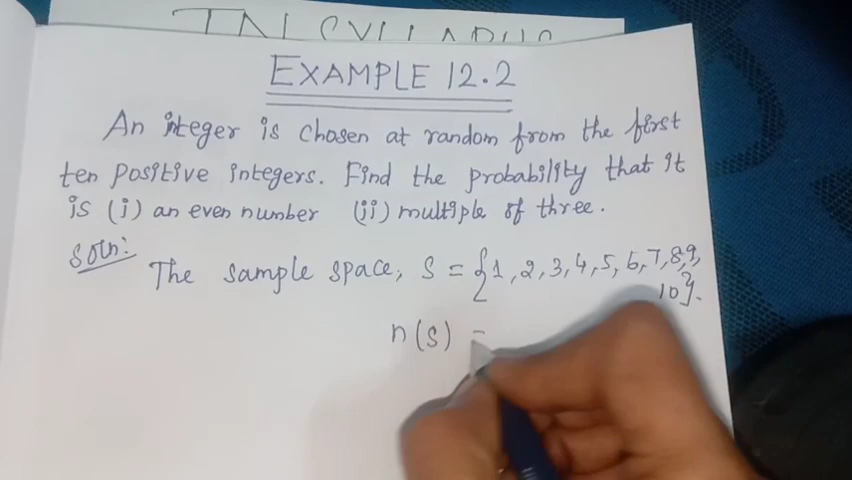 EXAMPLE 12.2
An integer is chosen at random from the first
ten positive integers. Find the probability that it
is (i) an even number (ii) multiple of three.
Soln:
The sample space, S = {1,2,3,4,5,6,7,8,9,
10}.
n(S) =